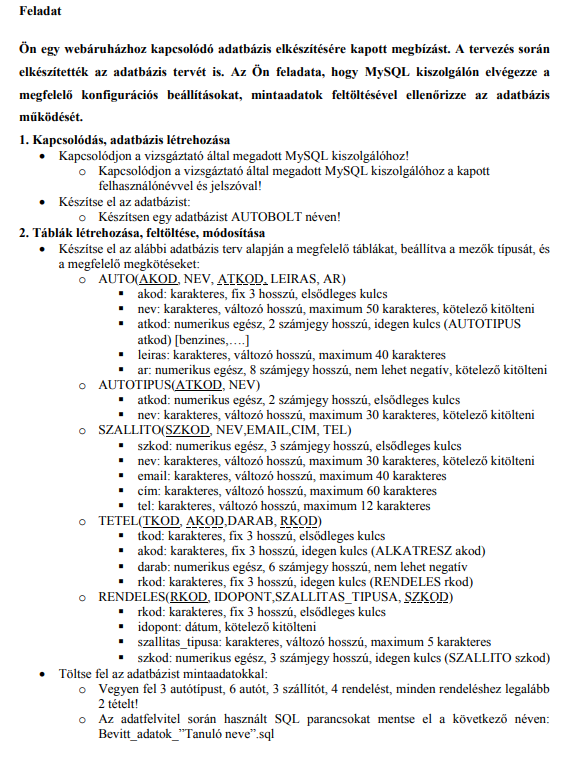 Feladat
Ön egy webáruházhoz kapcsolódó adatbázis elkészítésére kapott megbízást. A tervezés során
elkészítették az adatbázis tervét is. Az Ön feladata, hogy MySQL kiszolgálón elvégezze a
megfelelő konfigurációs beállításokat, mintaadatok feltöltésével ellenőrizze az adatbázis
működését.
1. Kapcsolódás, adatbázis létrehozása
• Kapcsolódjon a vizsgáztató által megadott MySQL kiszolgálóhoz!
o Kapcsolódjon a vizsgáztató által megadott MySQL kiszolgálóhoz a kapott
felhasználónévvel és jelszóval!
• Készítse el az adatbázist:
o Készítsen egy adatbázist AUTOBOLT néven!
2. Táblák létrehozása, feltöltése, módosítása
• Készítse el az alábbi adatbázis terv alapján a megfelelő táblákat, beállítva a mezők típusát, és
a megfelelő megkötéseket:
o AUTO(AKOD, NEV, ATKOD, LEIRAS, AR)
▪ akod: karakteres, fix 3 hosszú, elsődleges kulcs
▪ nev: karakteres, változó hosszú, maximum 50 karakteres, kötelező kitölteni
▪ atkod: numerikus egész, 2 számjegy hosszú, idegen kulcs (AUTOTIPUS
atkod) [benzines,….]
▪ leiras: karakteres, változó hosszú, maximum 40 karakteres
▪ ar: numerikus egész, 8 számjegy hosszú, nem lehet negatív, kötelező kitölteni
o AUTOTIPUS(ATKOD, NEV)
▪ atkod: numerikus egész, 2 számjegy hosszú, elsődleges kulcs
▪ nev: karakteres, változó hosszú, maximum 30 karakteres, kötelező kitölteni
o SZALLITO(SZKOD, NEV,EMAIL,CIM, TEL)
▪ szkod: numerikus egész, 3 számjegy hosszú, elsődleges kulcs
▪ nev: karakteres, változó hosszú, maximum 30 karakteres, kötelező kitölteni
▪ email: karakteres, változó hosszú, maximum 40 karakteres
▪ cím: karakteres, változó hosszú, maximum 60 karakteres
▪ tel: karakteres, változó hosszú, maximum 12 karakteres
o TETEL(TKOD, AKOD,DARAB, RKOD)
▪ tkod: karakteres, fix 3 hosszú, elsődleges kulcs
▪ akod: karakteres, fix 3 hosszú, idegen kulcs (ALKATRESZ akod)
▪ darab: numerikus egész, 6 számjegy hosszú, nem lehet negatív
▪ rkod: karakteres, fix 3 hosszú, idegen kulcs (RENDELES rkod)
o RENDELES(RKOD, IDOPONT,SZALLITAS_TIPUSA, SZKOD)
▪ rkod: karakteres, fix 3 hosszú, elsődleges kulcs
▪ idopont: dátum, kötelező kitölteni
▪ szallitas_tipusa: karakteres, változó hosszú, maximum 5 karakteres
▪ szkod: numerikus egész, 3 számjegy hosszú, idegen kulcs (SZALLITO szkod)
• Töltse fel az adatbázist mintaadatokkal:
o Vegyen fel 3 autótípust, 6 autót, 3 szállítót, 4 rendelést, minden rendeléshez legalább
2 tételt!
o Az adatfelvitel során használt SQL parancsokat mentse el a következő néven:
Bevitt_adatok_”Tanuló neve”.sql